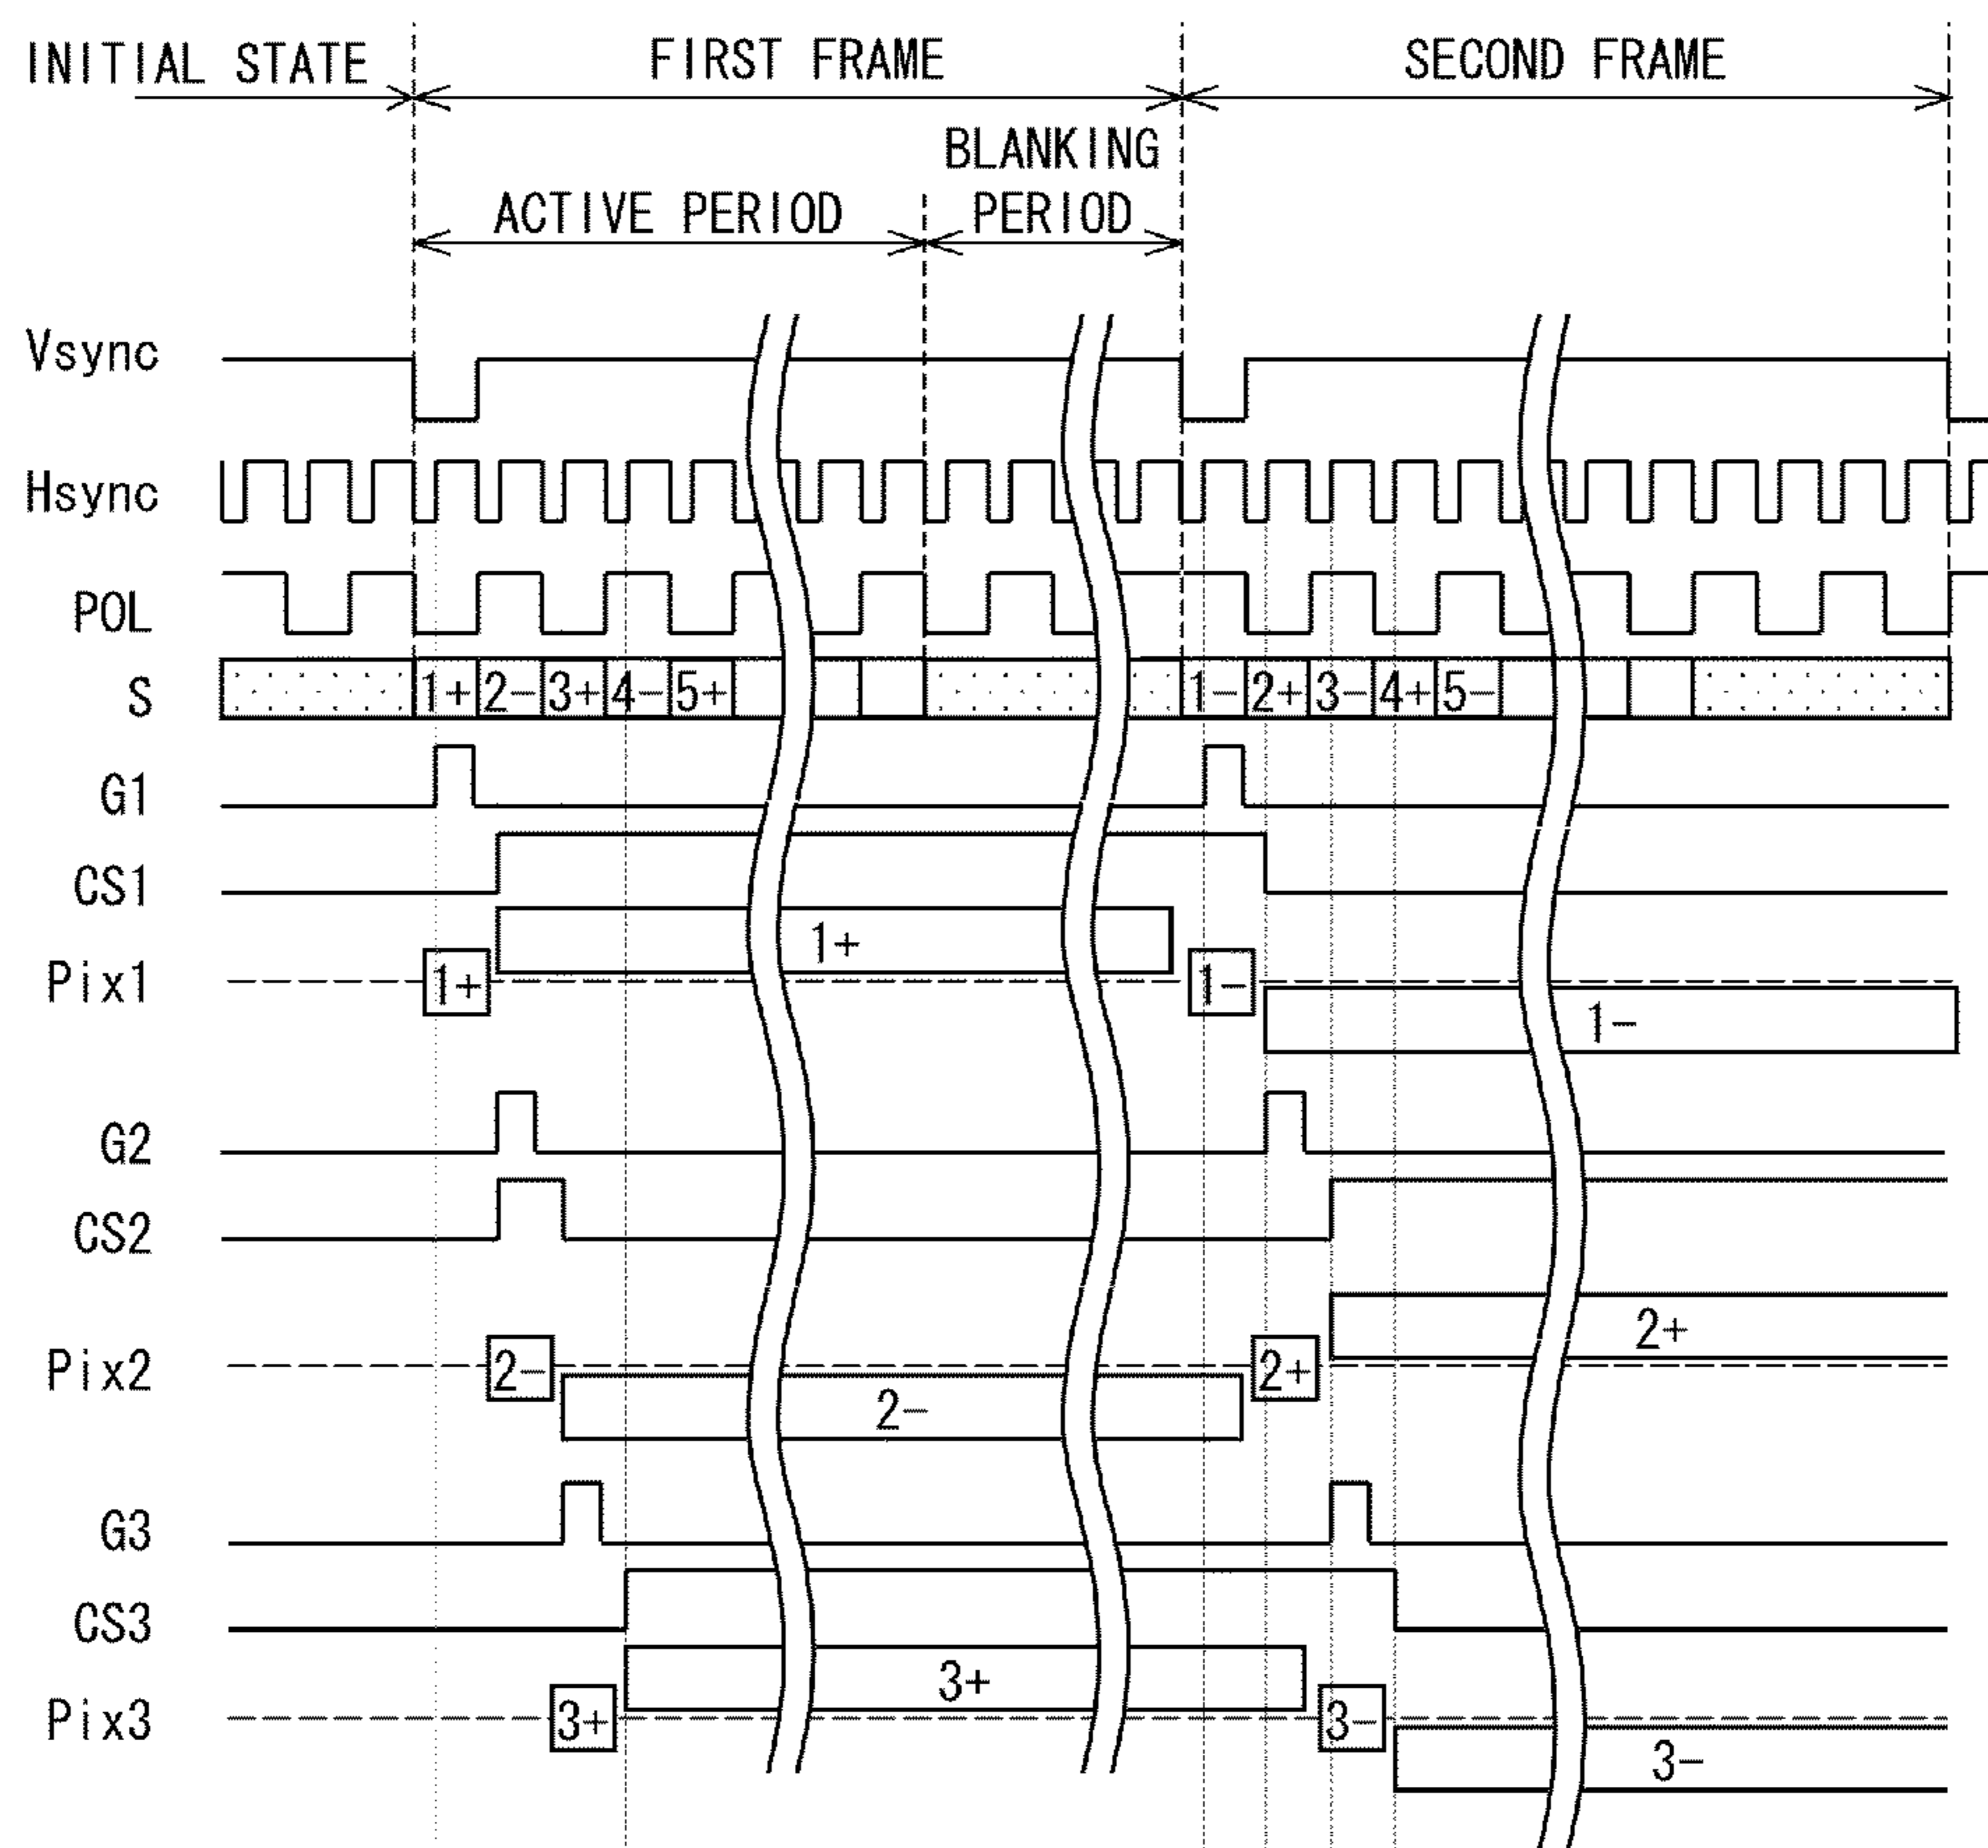 INITIAL STATE FIRST FRAME SECOND FRAME
BLANKING
ACTIVE PERIOD PERIOD
Vsync
Hsync
POL
S 1+ 2- 3+ 4- 5+ 1- 2+ 3- 4+ 5-
G1
CS1
1+
Pix1 1+ 1-
1-
G2
CS2
2+
Pix2 2- 2+
2-
G3
CS3
3+
Pix3 3+ 3-
3-